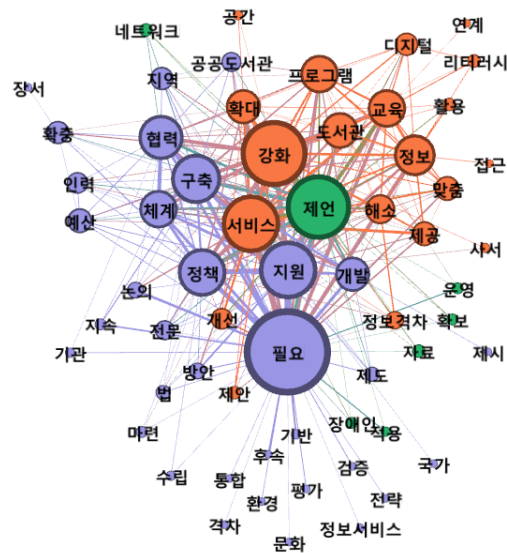 공간
연계
네트워크
디지털
공공도서관
리터러시
지역
프로그램
장서
확대
교육
활용
확충
협력
도서관
강화
정보
접근
인력
구축
맞춤
예산
체계
서비스
제언
해소
제공
사서
정책
지원
개발
운영
논의
지속
전문
개선
정보격차
확보
기관
필요
자료
제시
방안
법
제안
제도
마련
기반
장애인
적용
후속
수립
통합
검증
국가
환경
평가
전략
격차
문화
정보서비스